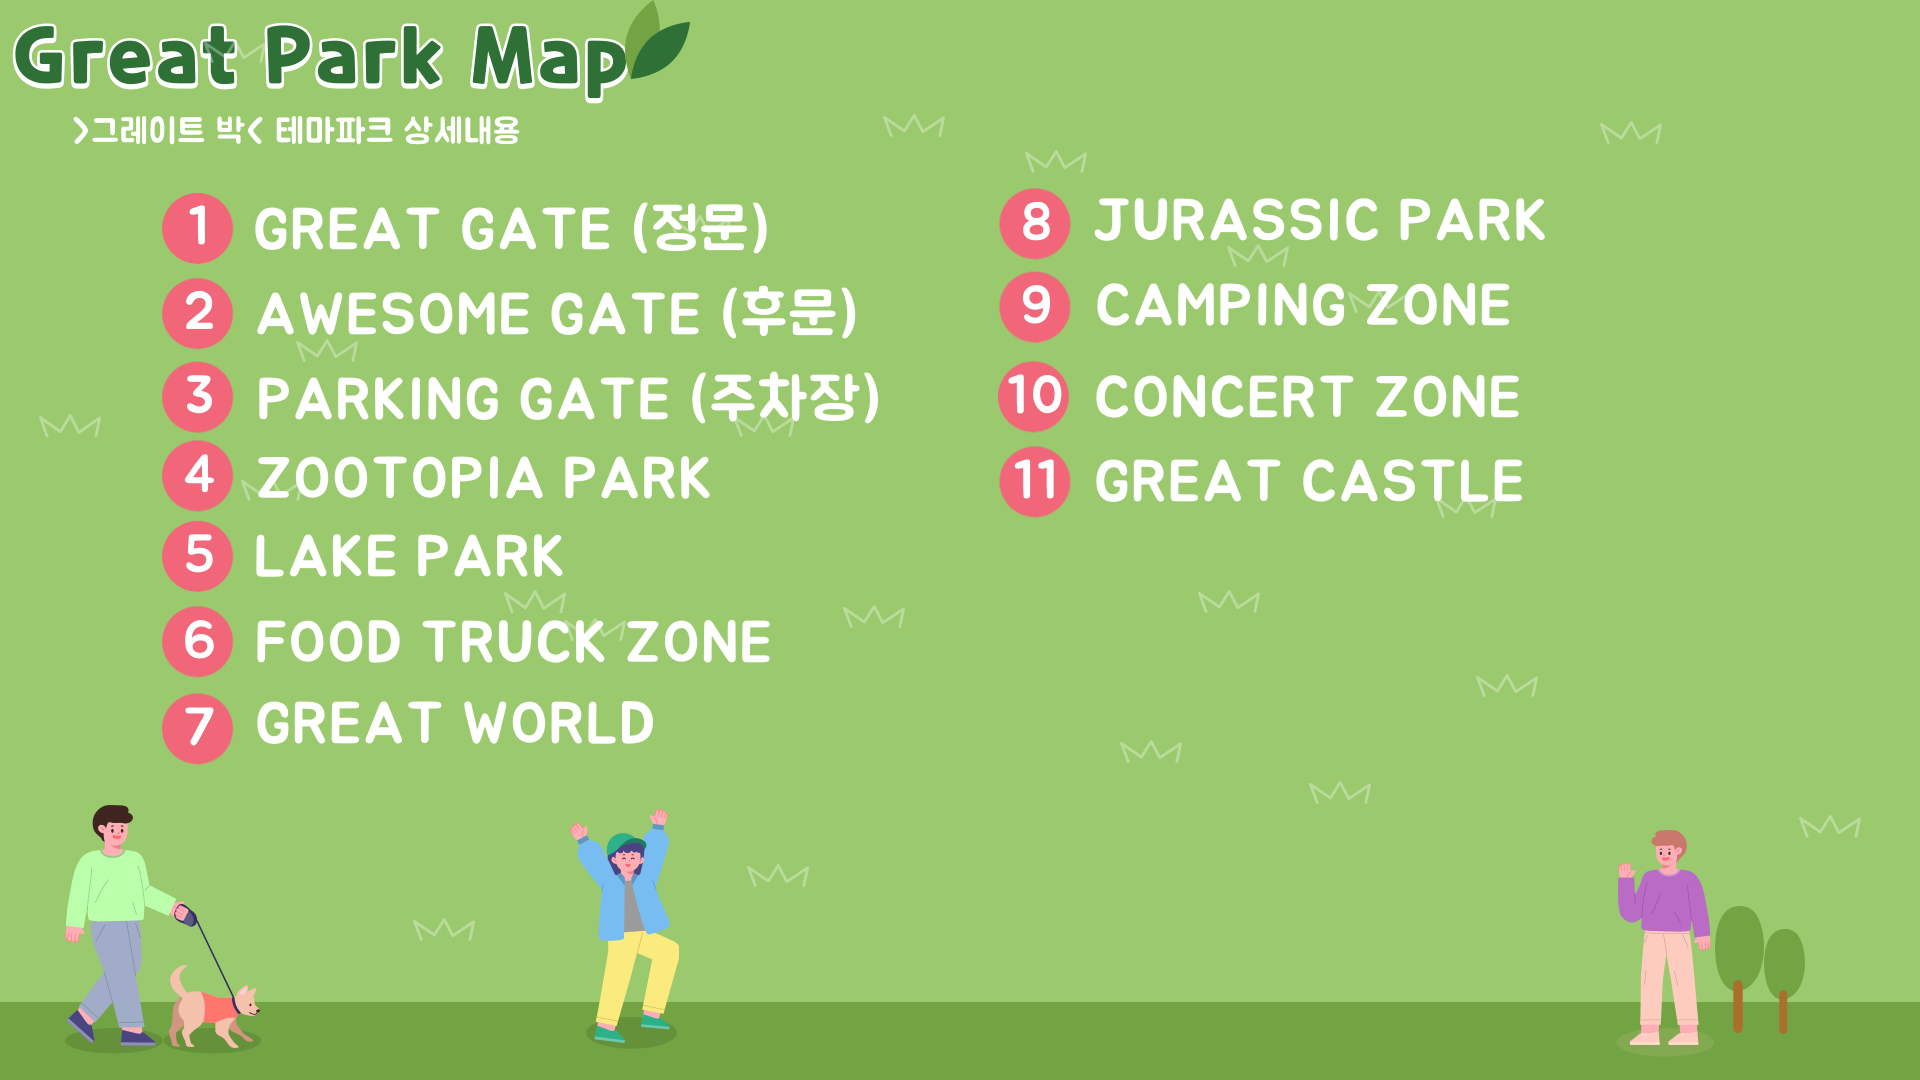 Great Park Map
>그레이트 박< 테마파크 상세내용
1 GREAT GATE (정문)
2 AWESOME GATE (후문)
3 PARKING GATE (주차장)
4 ZOOTOPIA PARK
5 LAKE PARK
6 FOOD TRUCK ZONE
7 GREAT WORLD
8 JURASSIC PARK
9 CAMPING ZONE
10 CONCERT ZONE
11 GREAT CASTLE